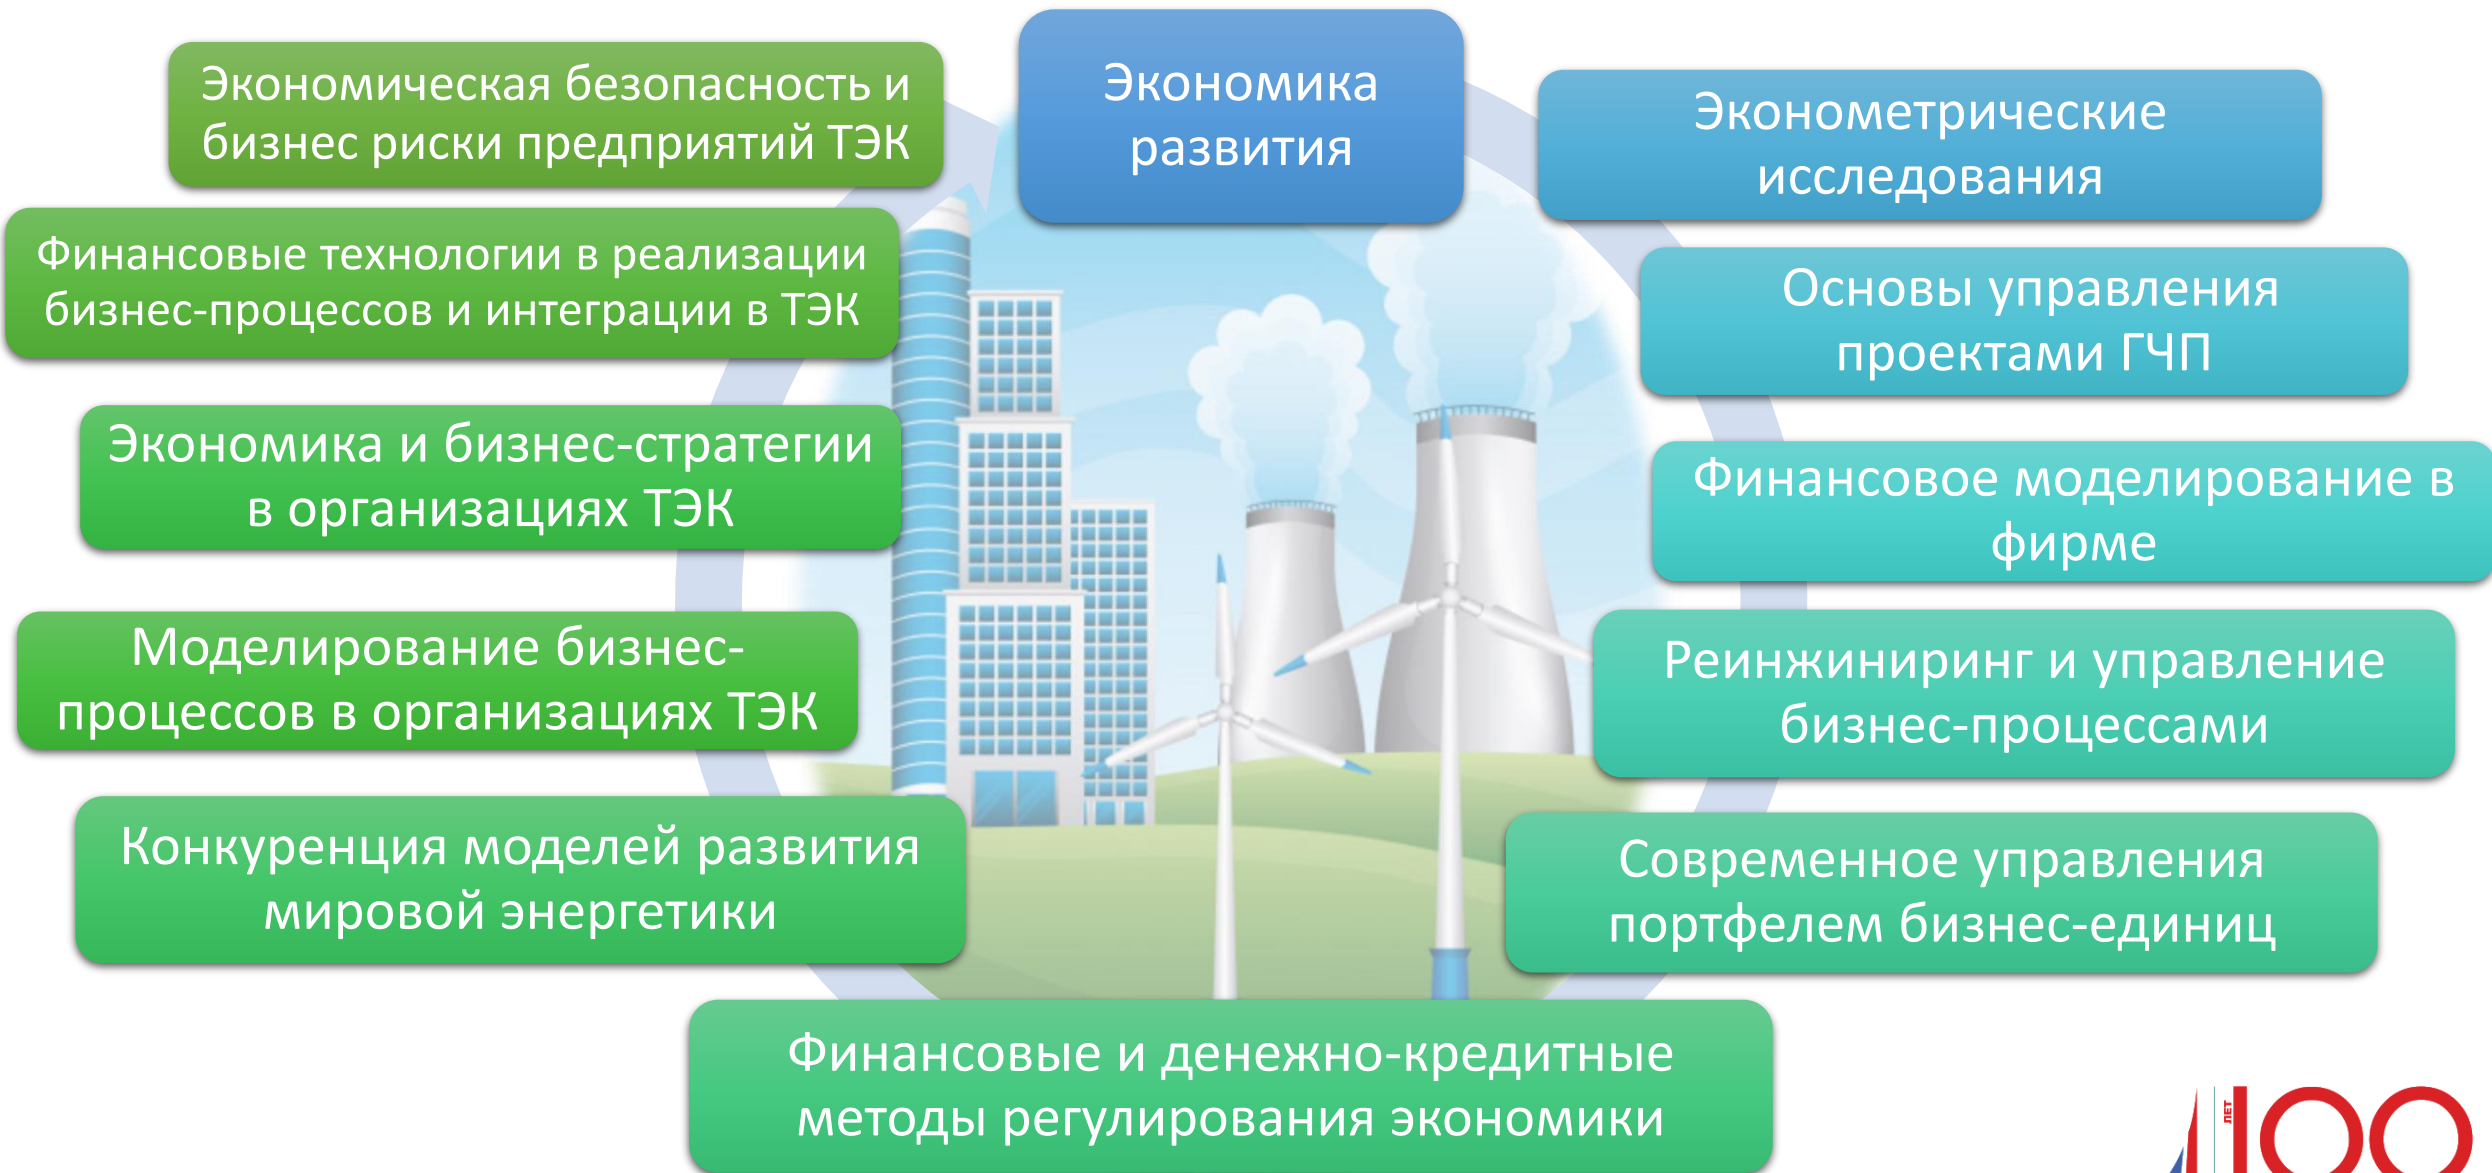 Экономика
развития
Эконометрические
исследования
Основы управления
проектами ГЧП
Финансовое моделирование в
фирме
Реинжиниринг и управление
бизнес-процессами
Современное управления
портфелем бизнес-единиц
Финансовые и денежно-кредитные
методы регулирования экономики
Конкуренция моделей развития
мировой энергетики
Моделирование бизнес-
процессов в организациях ТЭК
Экономика и бизнес-стратегии
в организациях ТЭК
Финансовые технологии в реализации
бизнес-процессов и интеграции в ТЭК
Экономическая безопасность и
бизнес риски предприятий ТЭК
100
ЛЕТ